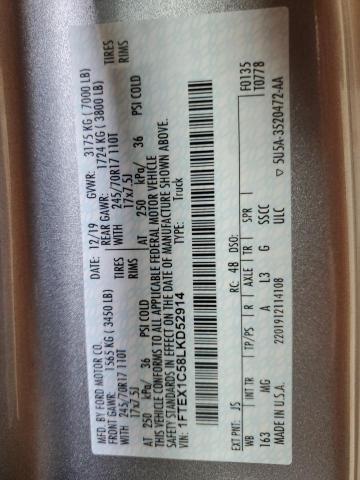 MFD. BY FORD MOTOR CO.
DATE: 12/19 GVWR: 3175 KG ( 7000 LB)
FRONT GAWR: 1565 KG ( 3450 LB) REAR GAWR: 1724 KG ( 3800 LB)
WITH 245/70R17 110T TIRES WITH 245/70R17 110T TIRES
17x7.5J RIMS 17x7.5J RIMS
AT 250 kPa/ 36 PSI COLD AT 250 kPa/ 36 PSI COLD
THIS VEHICLE CONFORMS TO ALL APPLICABLE FEDERAL MOTOR VEHICLE
SAFETY STANDARDS IN EFFECT ON THE DATE OF MANUFACTURE SHOWN ABOVE.
VIN: 1FTEX1C58LKD52914 TYPE: Truck
F0135
T0778
EXT PNT: JS RC: 48 DSO:
WB INT TR TP/PS R AXLE TR SPR
163 MG A L3 G SSCC
MADE IN U.S.A. 2201912114108 ULC
▽ 5U5A-3520472-AA